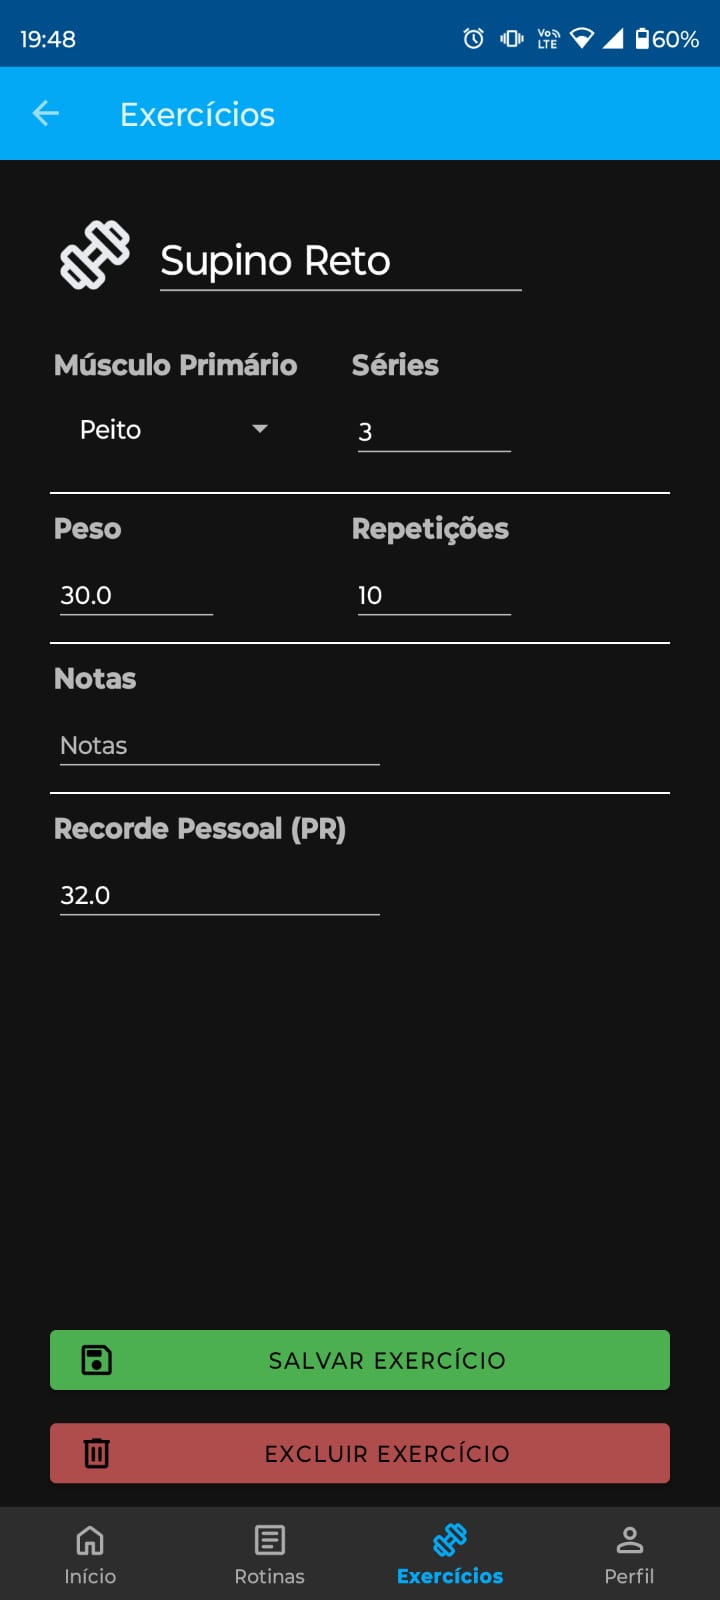 19:48 Vo LTE 60%
Exercícios
Supino Reto
Músculo Primário Séries
Peito 3
Peso Repetições
30.0 10
Notas
Notas
Recorde Pessoal (PR)
32.0
SALVAR EXERCÍCIO
EXCLUIR EXERCÍCIO
Início Rotinas Exercícios Perfil